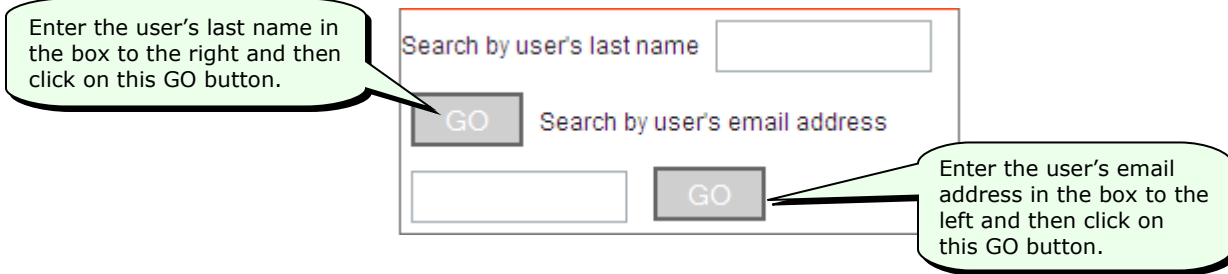 Enter the user’s last name in
the box to the right and then
click on this GO button.
Search by user's last name
GO Search by user's email address
GO
Enter the user’s email
address in the box to the
left and then click on
this GO button.